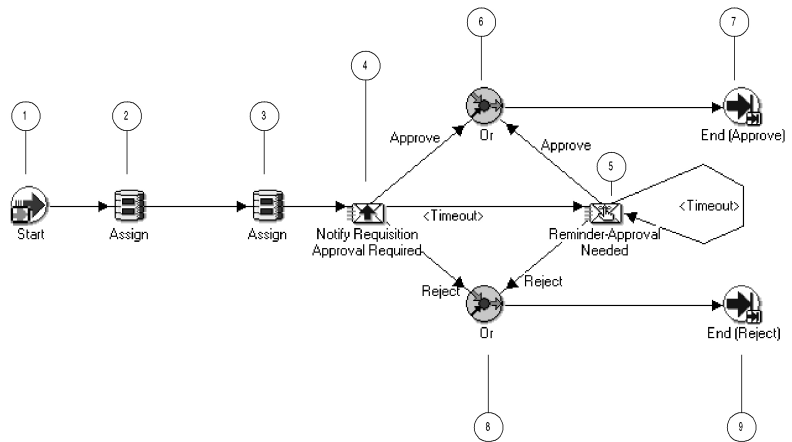 6
7
4
1
2
3
Approve
Or
Approve
End (Approve)
5
<Timeout>
<Timeout>
Start
Assign
Assign
Notify Requisition
Approval Required
Reminder-Approval
Needed
Reject
Reject
Or
End (Reject)
8
9